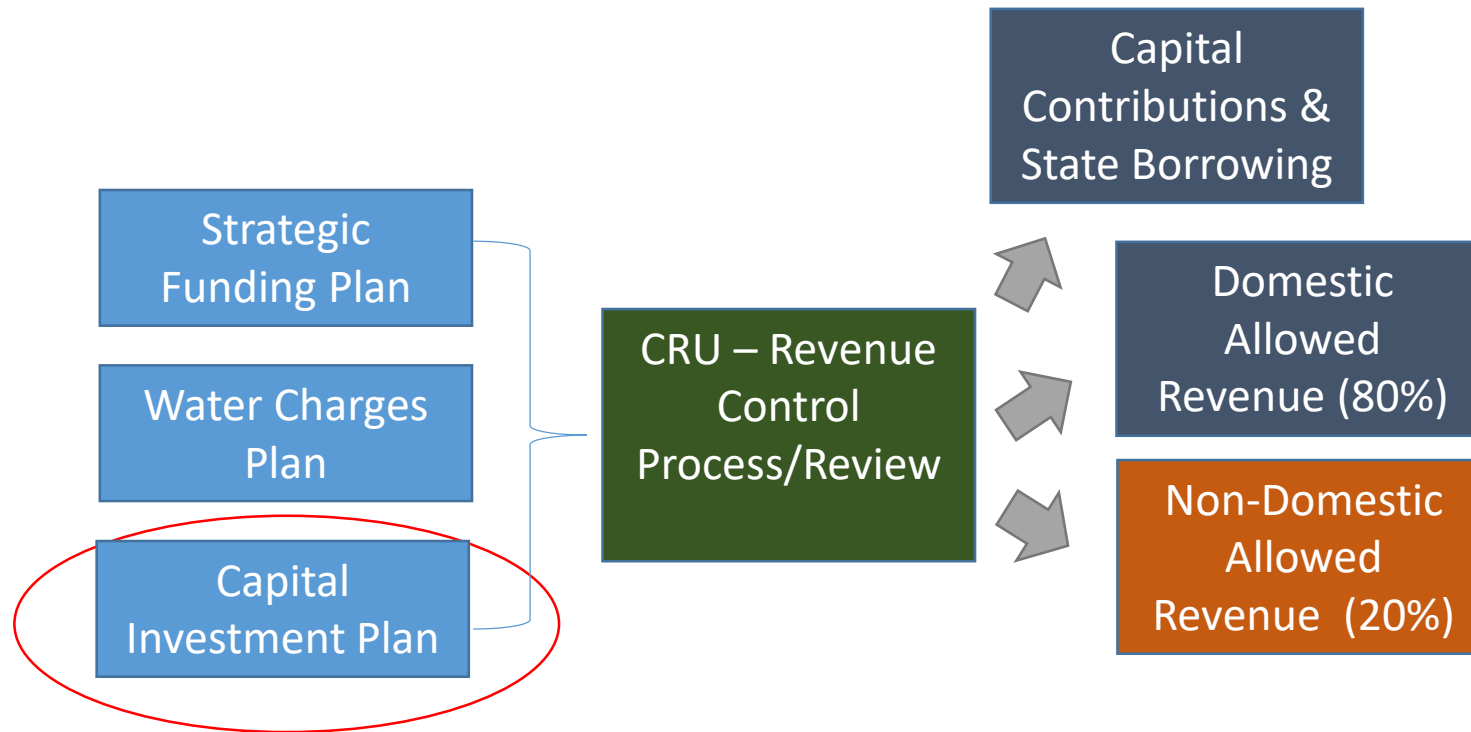 Strategic
Funding Plan
Water Charges
Plan
Capital
Investment Plan
CRU – Revenue
Control
Process/Review
Capital
Contributions &
State Borrowing
Domestic
Allowed
Revenue (80%)
Non-Domestic
Allowed
Revenue  (20%)